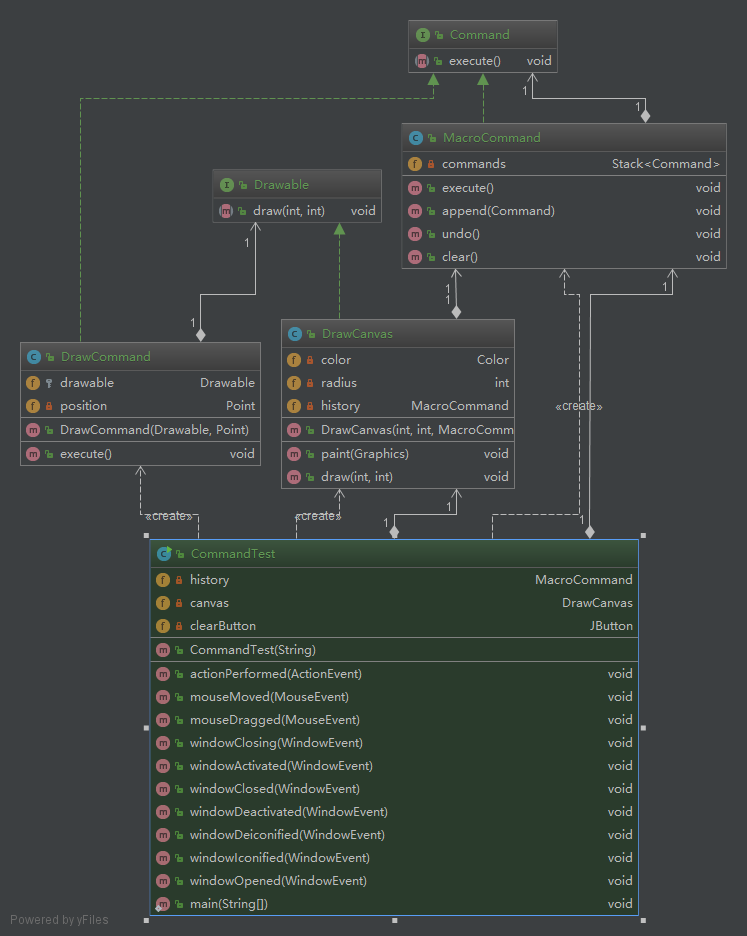 Command
execute() void
1 1
MacroCommand
commands Stack<Command>
execute() void
append(Command) void
undo() void
clear() void
Drawable
draw(int, int) void
1
1
1
1
1
1
DrawCanvas
color Color
radius int
history MacroCommand
DrawCanvas(int, int, MacroComm
paint(Graphics) void
draw(int, int) void
DrawCommand
drawable Drawable
position Point
DrawCommand(Drawable, Point)
execute() void
«create»
«create»
«create»
1
1
1
CommandTest
history MacroCommand
canvas DrawCanvas
clearButton JButton
CommandTest(String)
actionPerformed(ActionEvent) void
mouseMoved(MouseEvent) void
mouseDragged(MouseEvent) void
windowClosing(WindowEvent) void
windowActivated(WindowEvent) void
windowClosed(WindowEvent) void
windowDeactivated(WindowEvent) void
windowDeiconified(WindowEvent) void
windowIconified(WindowEvent) void
windowOpened(WindowEvent) void
main(String[]) void
Powered by yFiles